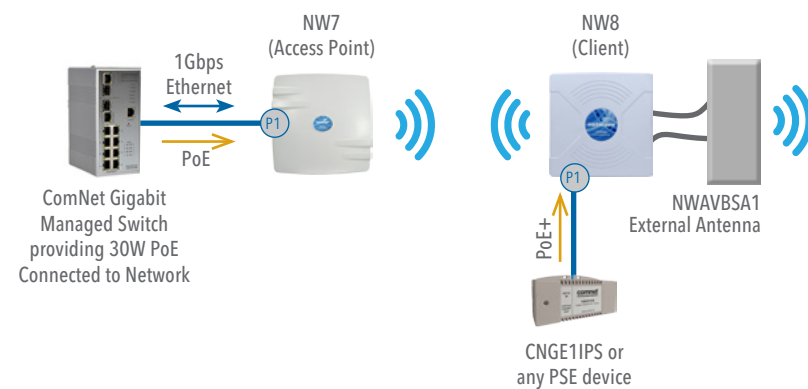 NW7
(Access Point)
1Gbps
Ethernet
P1
PoE
ComNet Gigabit
Managed Switch
providing 30W PoE
Connected to Network
NW8
(Client)
P1
PoE+
NWAVBSA1
External Antenna
comnet
CNGE1IPS or
any PSE device